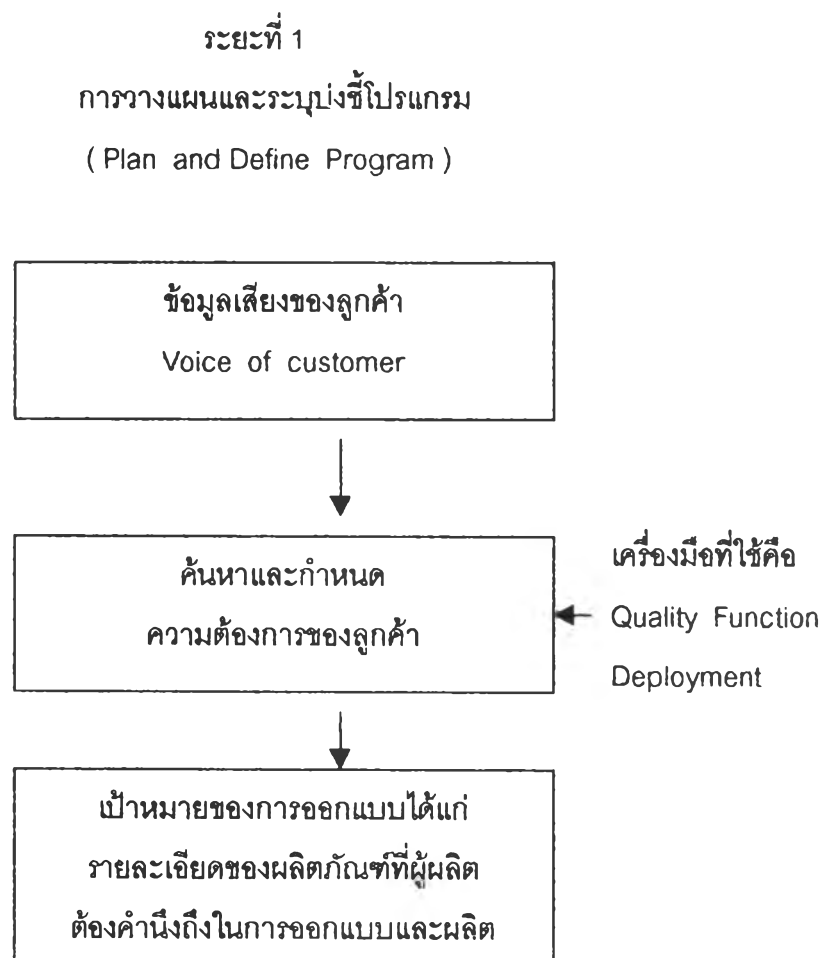 ระยะที่ 1
การวางแผนและระบุบ่งชี้โปรแกรม
( Plan and Define Program )
ข้อมูลเสียงของลูกค้า
Voice of customer
ค้นหาและกำหนด
ความต้องการของลูกค้า
เครื่องมือที่ใช้คือ
Quality Function
Deployment
เป้าหมายของการออกแบบได้แก่
รายละเอียดของผลิตภัณฑ์ที่ผู้ผลิต
ต้องคำนึงถึงในการออกแบบและผลิต